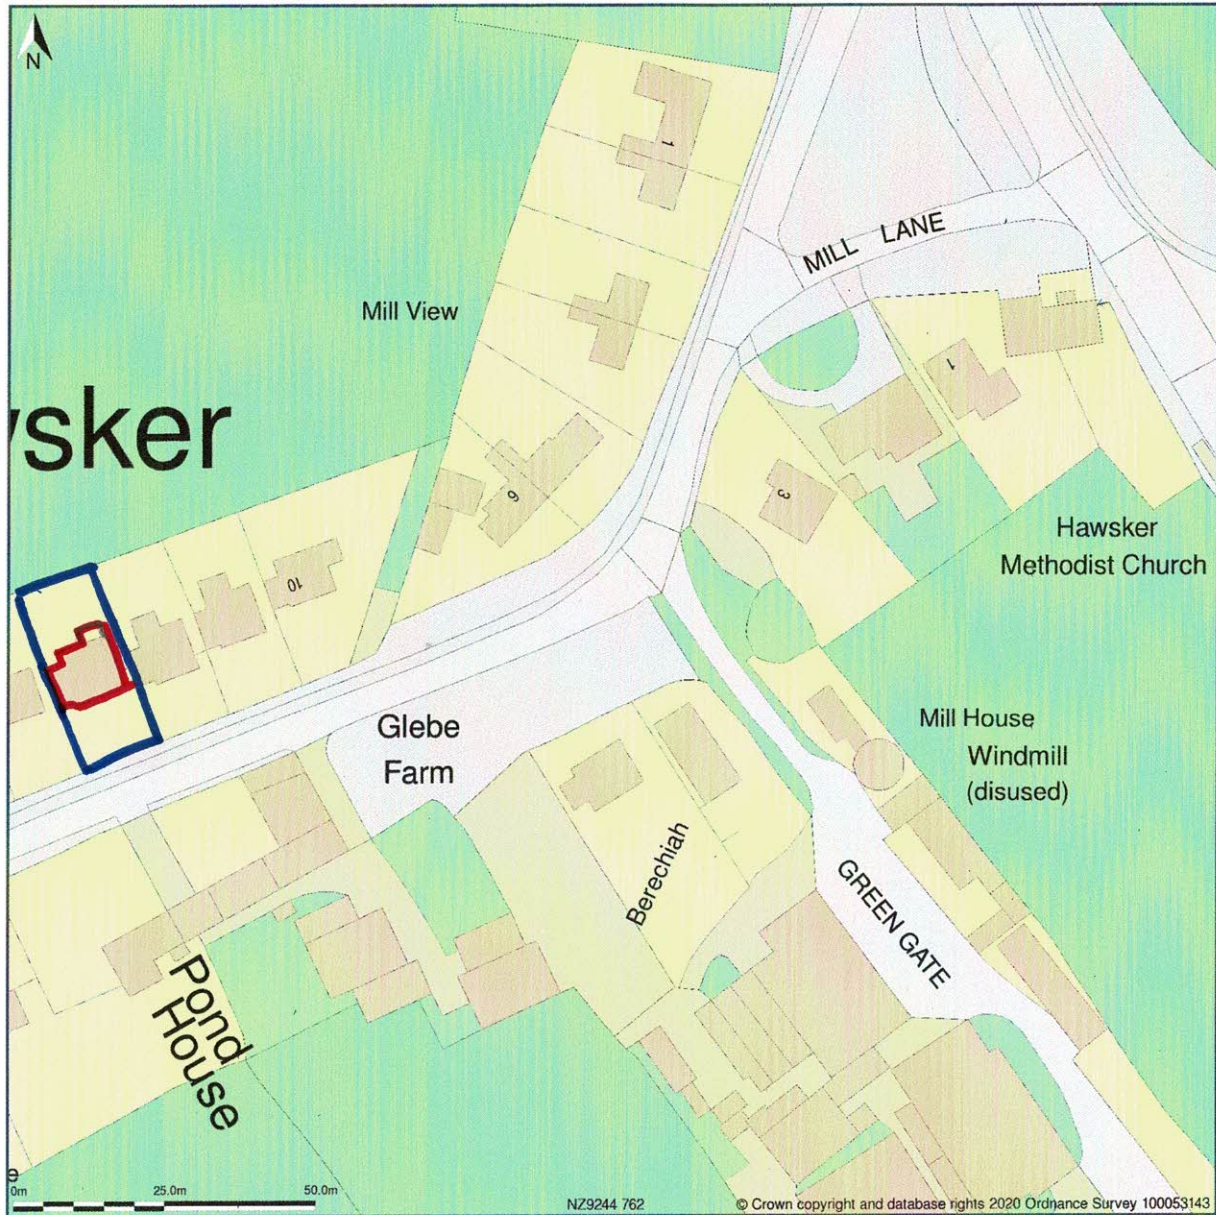 N
1
MILL LANE
Mill View
1
wsker
3
6
Hawsker
Methodist Church
10
Mill House
Glebe
Farm
Windmill
(disused)
Berechiah
GREEN GATE
Pond
House
e
0m
25.0m
50.0m
NZ9244 762
© Crown copyright and database rights 2020 Ordnance Survey 100053143